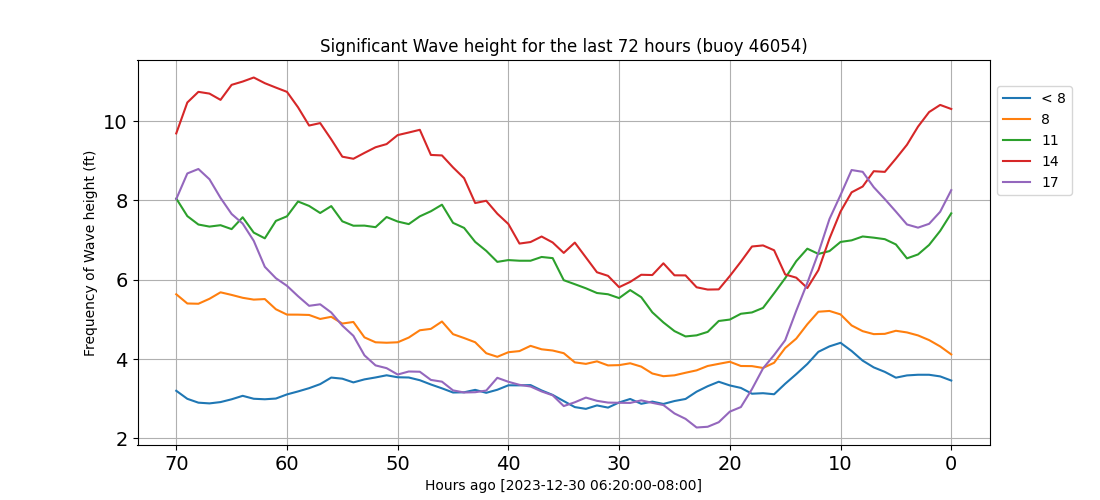 Significant Wave height for the last 72 hours (buoy 46054)
Frequency of Wave height (ft)
10
8
6
4
2
70 60 50 40 30 20 10 0
Hours ago [2023-12-30 06:20:00-08:00]
< 8
8
11
14
17